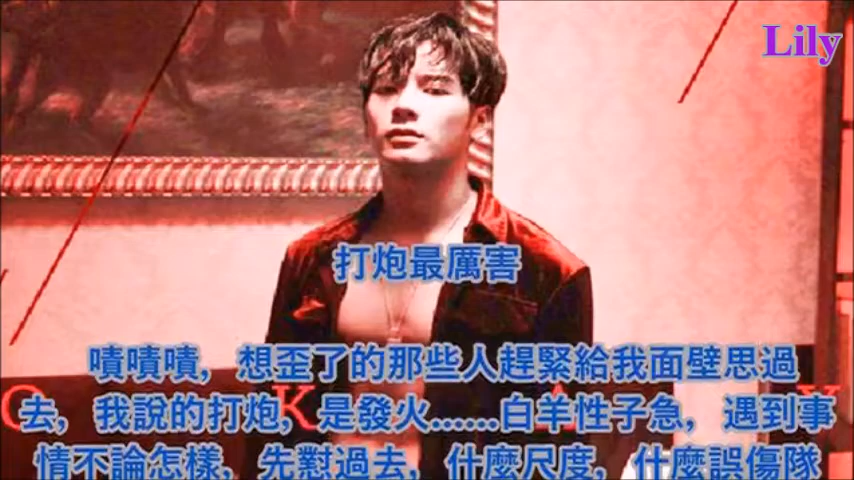 Lily
打炮最厲害
嘖嘖嘖，想歪了的那些人趕緊給我面壁思過
去，我說的打炮，是發火......白羊性子急，遇到事
情不論怎樣，先懟過去，什麼尺度，什麼誤傷隊
O K A Y